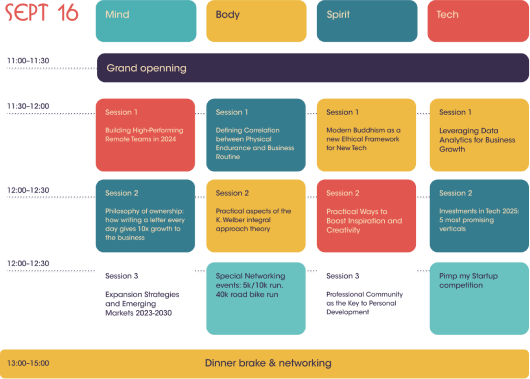 SEPT 16
Mind
Body
Spirit
Tech
11:00–11:30
Grand openning
11:30–12:00
Session 1
Building High-Performing
Remote Teams in 2024
Session 1
Defining Correlation
between Physical
Endurance and Business
Routine
Session 1
Modern Buddhism as a
new Ethical Framework
for New Tech
Session 1
Leveraging Data
Analytics for Business
Growth
12:00–12:30
Session 2
Philosophy of ownership:
how writing a letter every
day gives 10x growth to
the business
Session 2
Practical aspects of the
K. Welber integral
approach theory
Session 2
Practical Ways to
Boost Inspiration and
Creativity
Session 2
Investments in Tech 2025:
5 most promising
verticals
12:00–12:30
Session 3
Expansion Strategies
and Emerging
Markets 2023-2030
Special Networking
events: 5k/10k run,
40k road bike run
Session 3
Professional Community
as the Key to Personal
Development
Pimp my Startup
competition
13:00–15:00
Dinner brake & networking